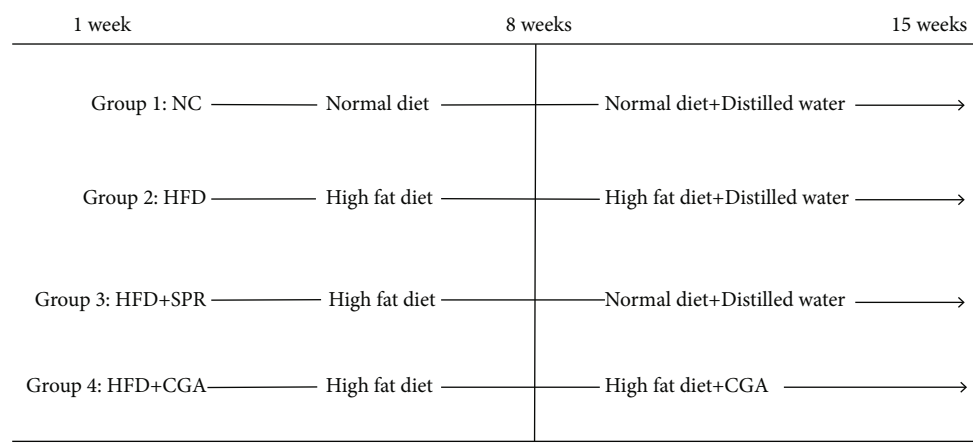 1 week 8 weeks 15 weeks
Group 1: NC Normal diet Normal diet+Distilled water
Group 2: HFD High fat diet High fat diet+Distilled water
Group 3: HFD+SPR High fat diet Normal diet+Distilled water
Group 4: HFD+CGA High fat diet High fat diet+CGA